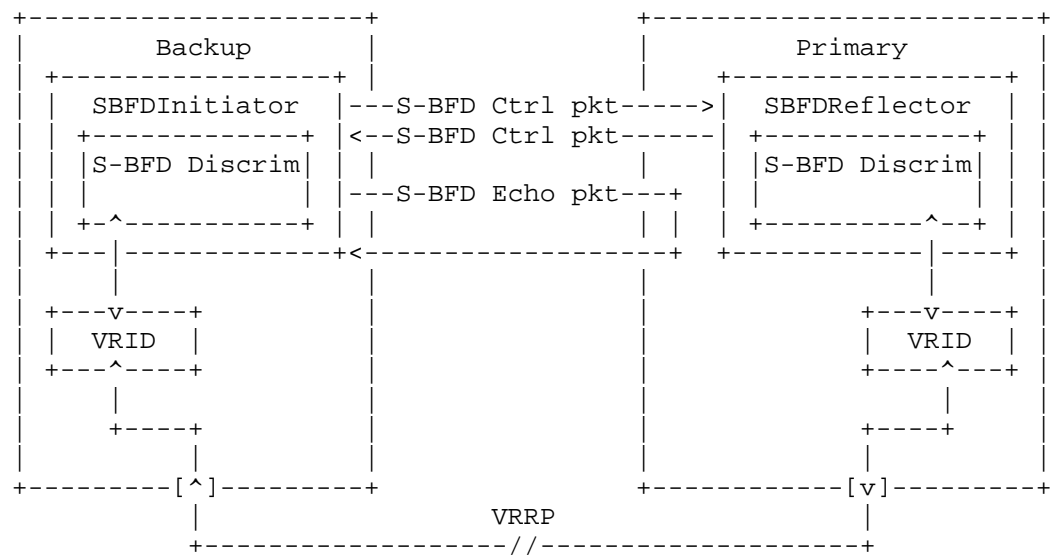 Backup Primary
SBFDInitiator ---S-BFD Ctrl pkt-----> SBFDReflector
<--S-BFD Ctrl pkt-----
S-BFD Discrim S-BFD Discrim
---S-BFD Echo pkt---+
VRID VRID
[^] [v]
VRRP
//